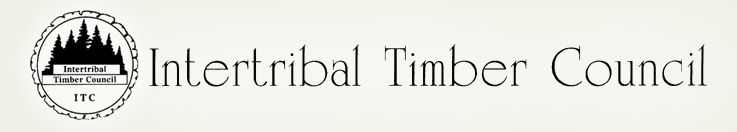 Intertribal
Timber Council
ITC
Intertribal Timber Council